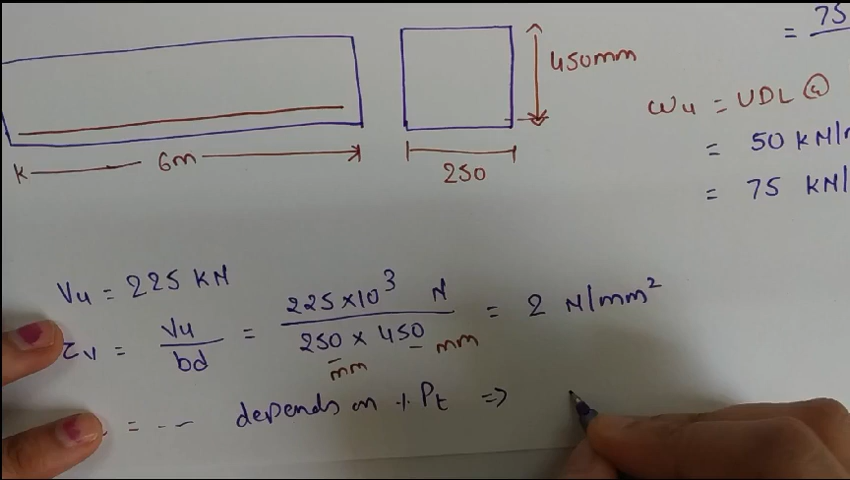 75
=
450mm
Wu = UDL @
6m
= 50 KN/m
250
= 75 KN/
Vu = 225 KN
τv = Vu / bd = 225 × 10³ N / 250 × 450 = 2 N/mm²
mm mm
= -- depends on % Pt ⇒